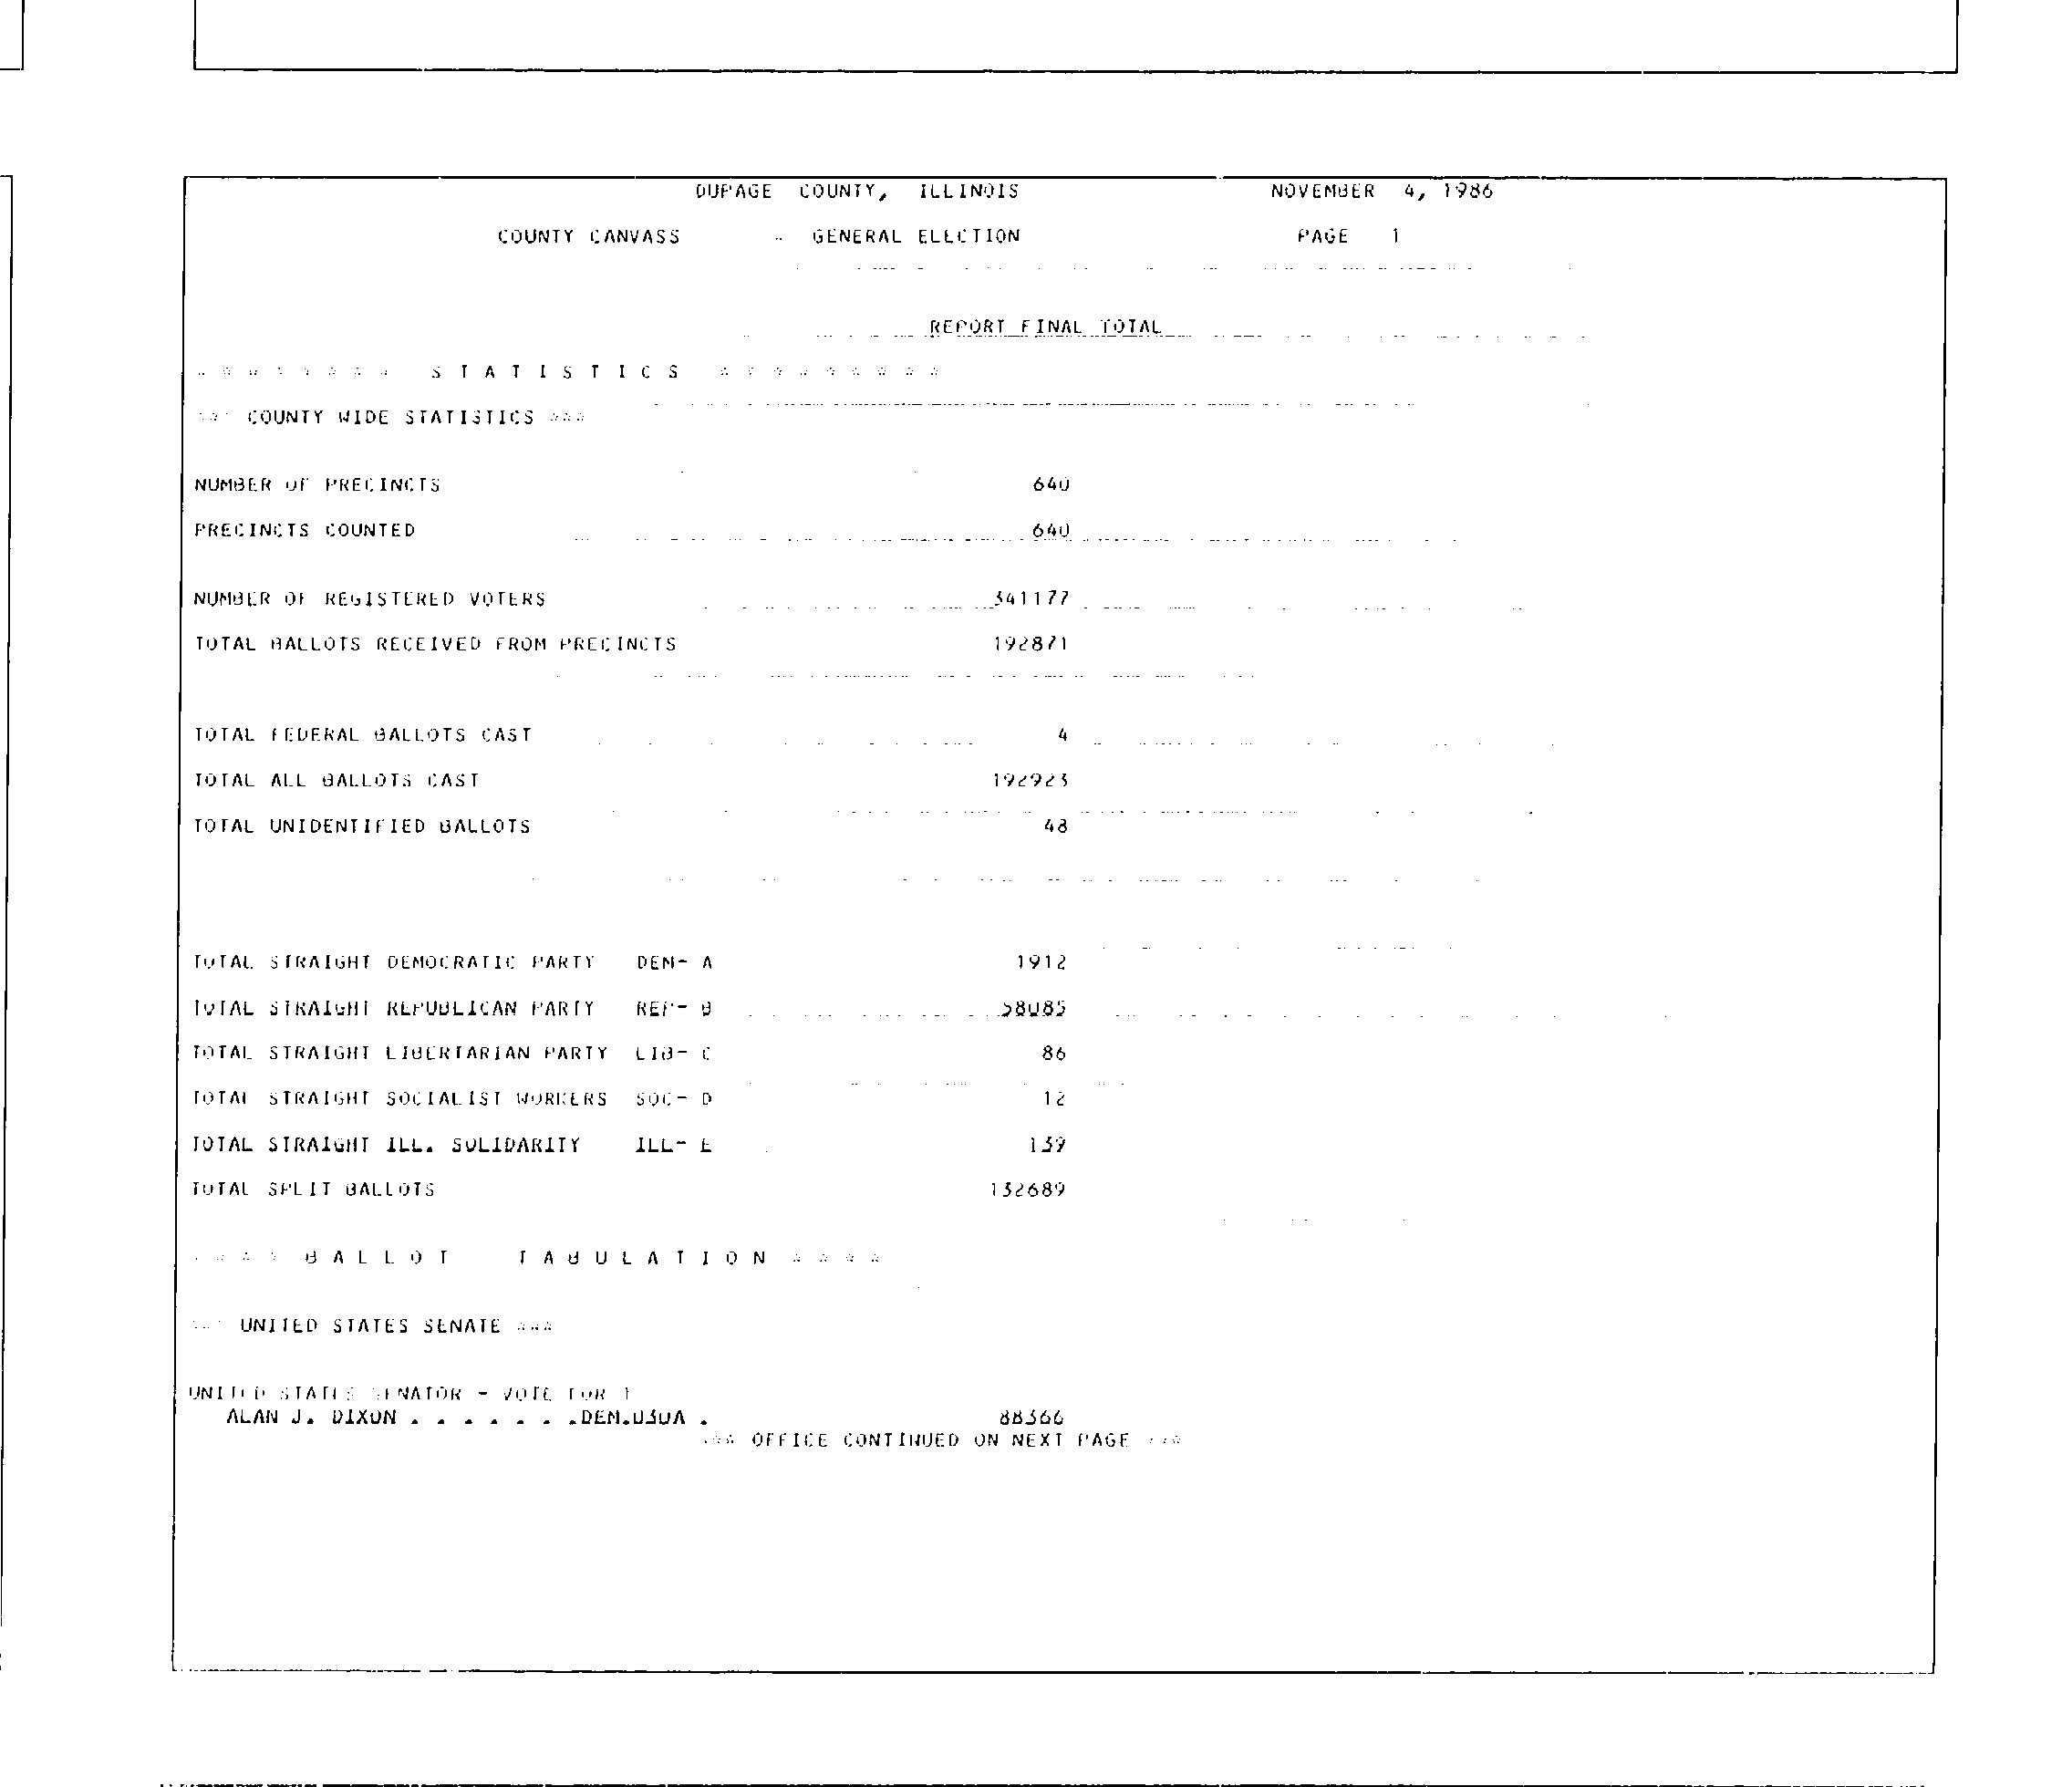 DUPAGE COUNTY, ILLINOIS NOVEMBER 4, 1986
COUNTY CANVASS - GENERAL ELECTION PAGE 1
REPORT FINAL TOTAL
* * * * * * * * S T A T I S T I C S * * * * * * * * *
*** COUNTY WIDE STATISTICS ***
NUMBER OF PRECINCTS 640
PRECINCTS COUNTED 640
NUMBER OF REGISTERED VOTERS 341177
TOTAL BALLOTS RECEIVED FROM PRECINCTS 192871
TOTAL FEDERAL BALLOTS CAST 4
TOTAL ALL BALLOTS CAST 192923
TOTAL UNIDENTIFIED BALLOTS 48
TOTAL STRAIGHT DEMOCRATIC PARTY DEM- A 1912
TOTAL STRAIGHT REPUBLICAN PARTY REP- B 58085
TOTAL STRAIGHT LIBERTARIAN PARTY LIB- C 86
TOTAL STRAIGHT SOCIALIST WORKERS SOC- D 12
TOTAL STRAIGHT ILL. SOLIDARITY ILL- E 139
TOTAL SPLIT BALLOTS 132689
* * * * B A L L O T T A B U L A T I O N * * * *
*** UNITED STATES SENATE ***
UNITED STATES SENATOR - VOTE FOR 1
ALAN J. DIXON . . . . . . .DEM.030A . 88366
*** OFFICE CONTINUED ON NEXT PAGE ***